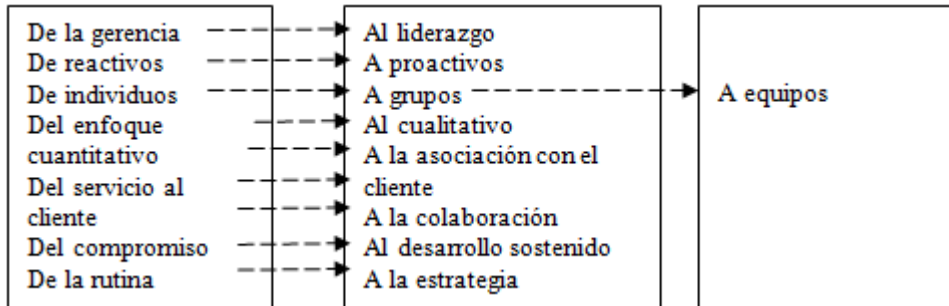 De la gerencia
De reactivos
De individuos
Del enfoque
cuantitativo
Del servicio al
cliente
Del compromiso
De la rutina
Al liderazgo
A proactivos
A grupos
Al cualitativo
A la asociación con el
cliente
A la colaboración
Al desarrollo sostenido
A la estrategia
A equipos